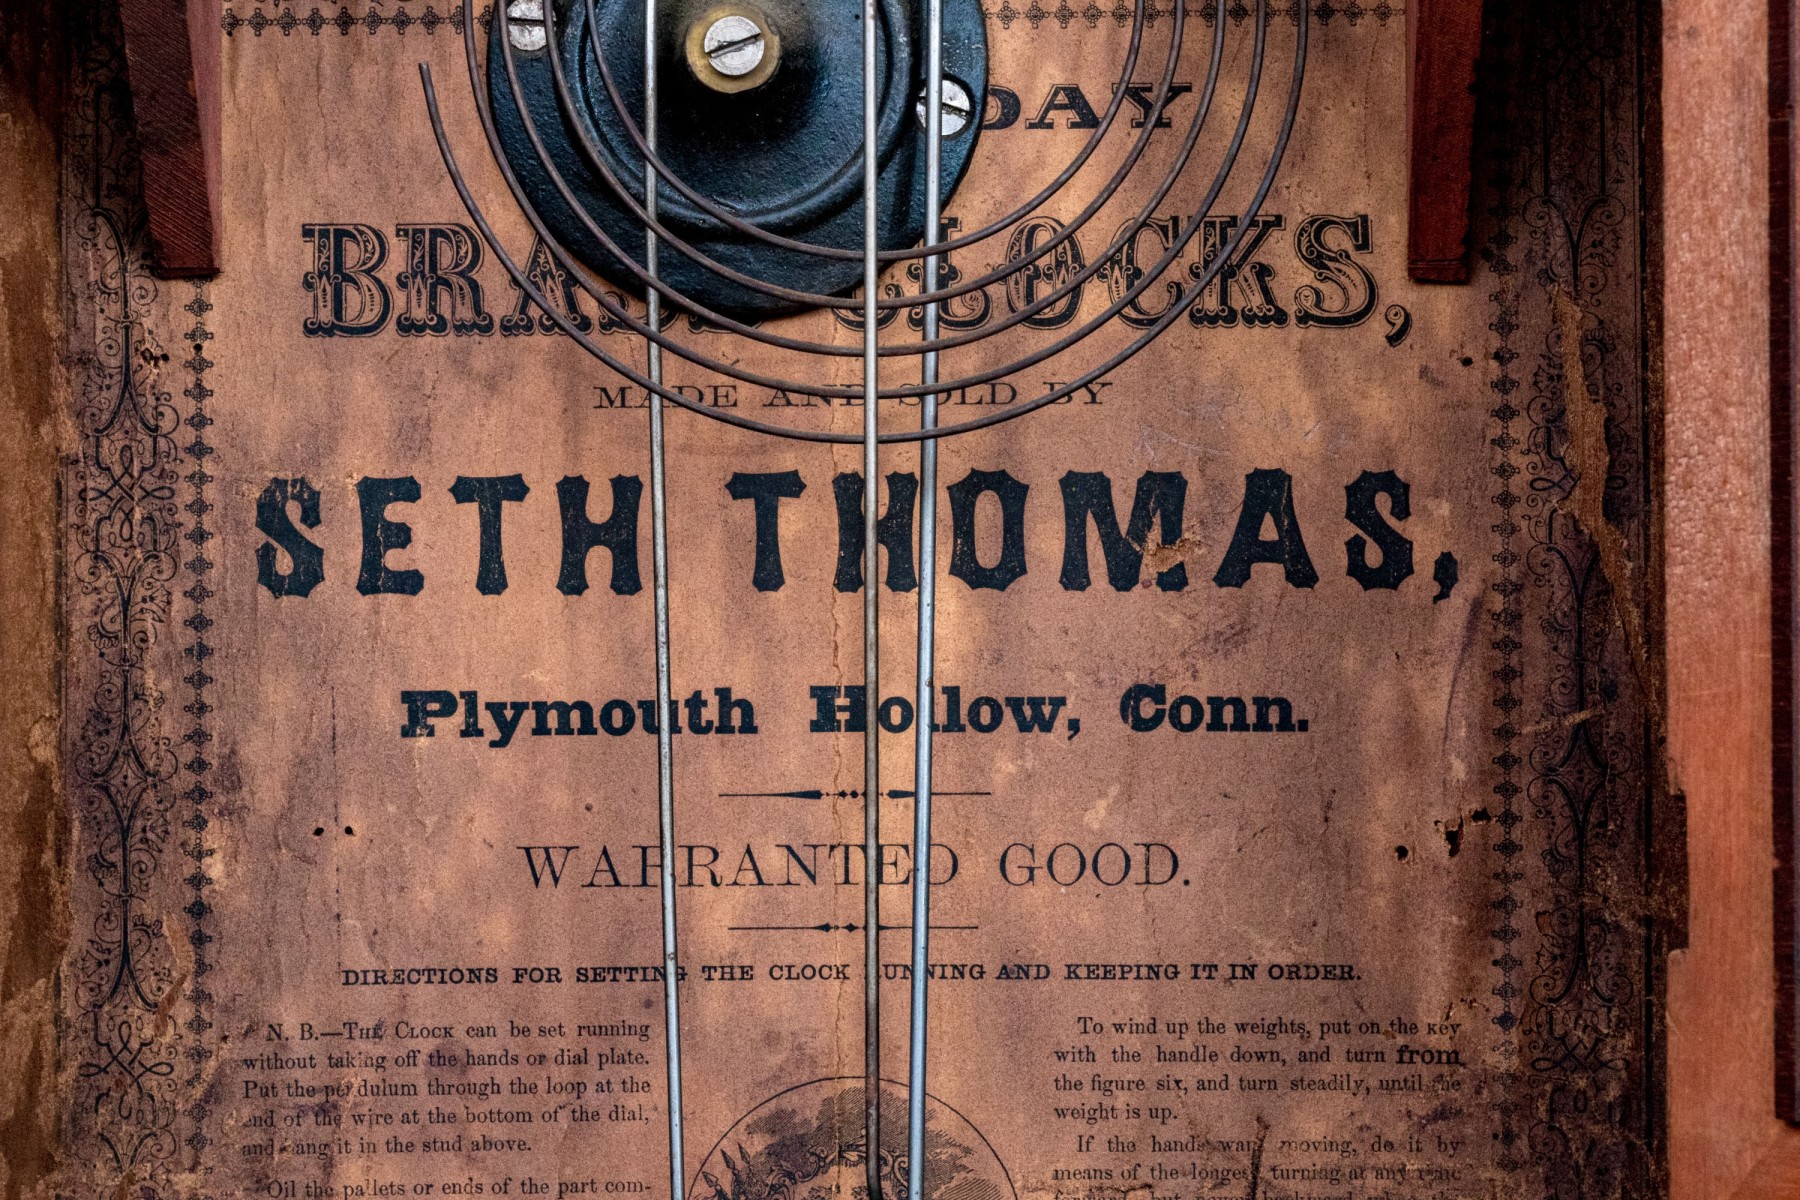 DAY
BRASS CLOCKS,
MADE AND SOLD BY
SETH THOMAS,
Plymouth Hollow, Conn.
WARRANTED GOOD.
DIRECTIONS FOR SETTING THE CLOCK RUNNING AND KEEPING IT IN ORDER.
N. B.—THE CLOCK can be set running
without taking off the hands or dial plate.
Put the pendulum through the loop at the
end of the wire at the bottom of the dial,
and hang it in the stud above.
Oil the pallets or ends of the part com-
To wind up the weights, put on the key
with the handle down, and turn from
the figure six, and turn steadily, until the
weight is up.
If the hands want moving, do it by
means of the longest, turning at any time
but never backward